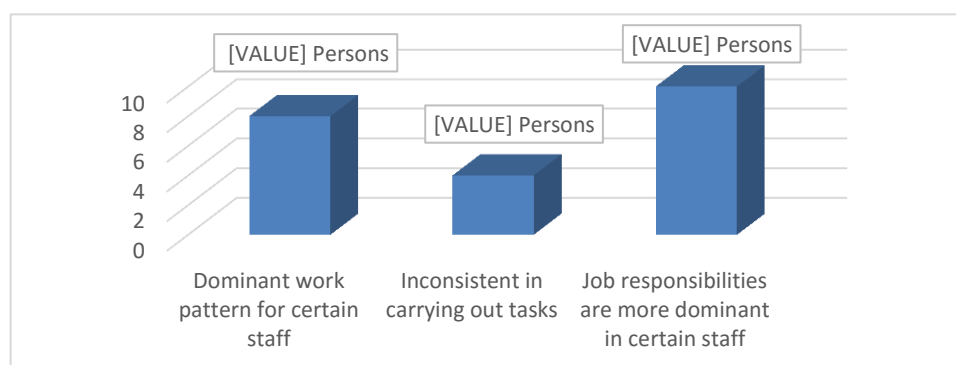 [VALUE] Persons
[VALUE] Persons
[VALUE] Persons
10
8
6
4
2
0
Dominant work
pattern for certain
staff
Inconsistent in
carrying out tasks
Job responsibilities
are more dominant
in certain staff